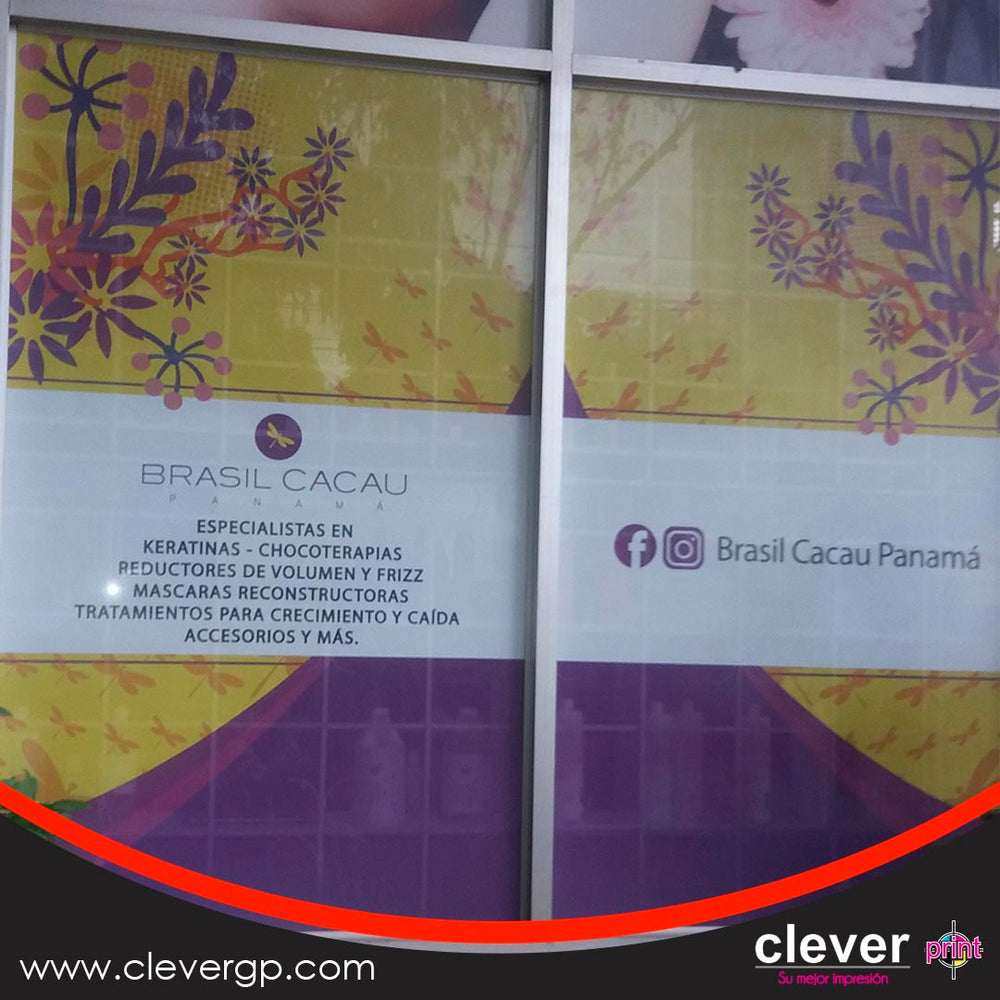 BRASIL CACAU
PANAMÁ
ESPECIALISTAS EN
KERATINAS - CHOCOTERAPIAS
REDUCTORES DE VOLUMEN Y FRIZZ
MASCARAS RECONSTRUCTORAS
TRATAMIENTOS PARA CRECIMIENTO Y CAÍDA
ACCESORIOS Y MÁS.
Brasil Cacau Panamá
www.clevergp.com
clever print
Su mejor impresión